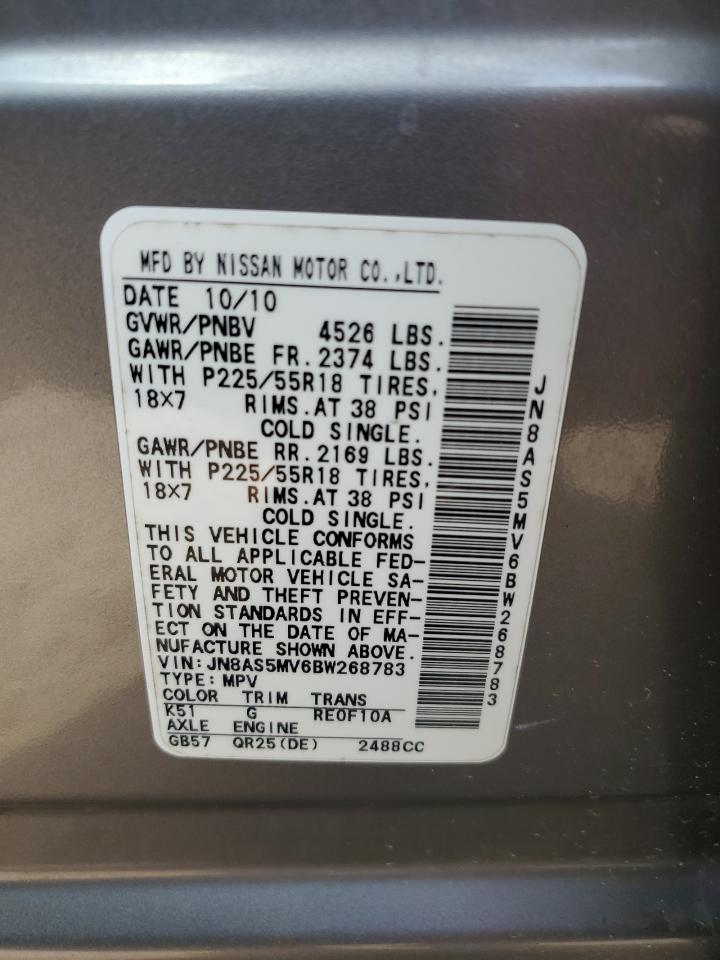 MFD BY NISSAN MOTOR CO.,LTD.
DATE 10/10
GVWR/PNBV 4526 LBS.
GAWR/PNBE FR. 2374 LBS.
WITH P225/55R18 TIRES,
18X7 RIMS.AT 38 PSI
COLD SINGLE.
GAWR/PNBE RR. 2169 LBS.
WITH P225/55R18 TIRES,
18X7 RIMS.AT 38 PSI
COLD SINGLE.
THIS VEHICLE CONFORMS
TO ALL APPLICABLE FED-
ERAL MOTOR VEHICLE SA-
FETY AND THEFT PREVEN-
TION STANDARDS IN EFF-
ECT ON THE DATE OF MA-
NUFACTURE SHOWN ABOVE.
VIN:JN8AS5MV6BW268783
TYPE:MPV
COLOR TRIM TRANS
K51 G RE0F10A
AXLE ENGINE
GB57 QR25(DE) 2488CC
JN8AS5MV6BW268783